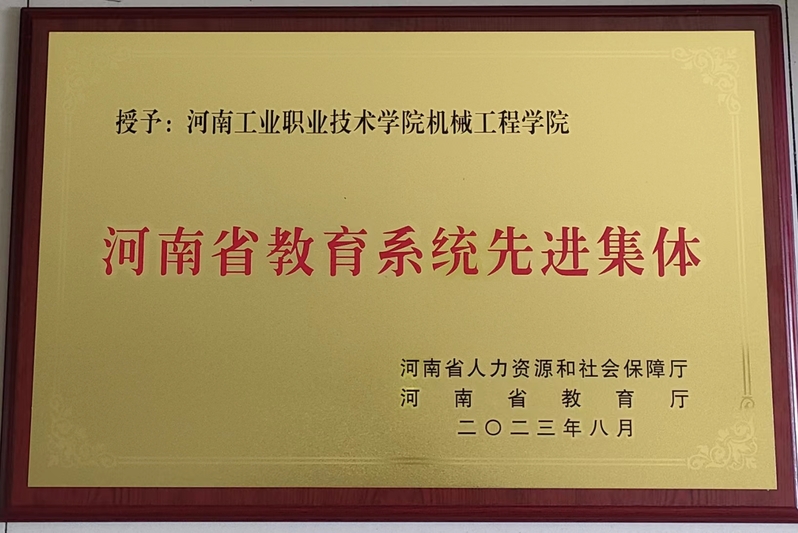 授予：河南工业职业技术学院机械工程学院
河南省教育系统先进集体
河南省人力资源和社会保障厅
河南省教育厅
二〇二三年八月